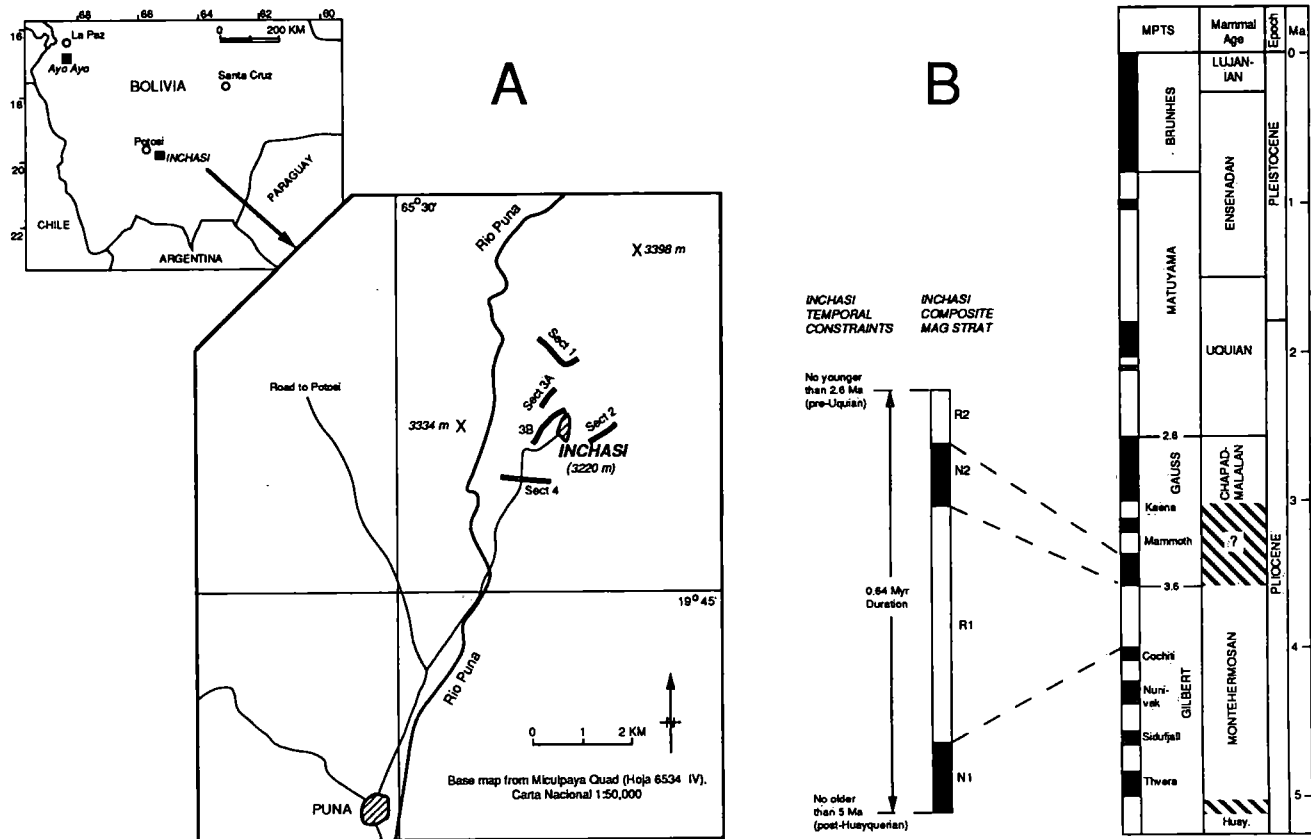 68
66
64
62
60
16
18
20
22
La Paz
Ayo Ayo
0 200 KM
BOLIVIA
Santa Cruz
Potosi
INCHASI
PARAGUAY
CHILE
ARGENTINA
A
65° 30'
Rio Puna
X 3398 m
Sect 1
Road to Potosi
Sect 3A
3334 m X
3B
Sect 2
INCHASI
(3220 m)
Sect 4
19° 45'
Rio Puna
N
0 1 2 KM
Base map from Miculpaya Quad (Hoja 6534 IV).
Carta Nacional 1:50,000
PUNA
B
INCHASI
TEMPORAL
CONSTRAINTS
INCHASI
COMPOSITE
MAG STRAT
No younger
than 2.6 Ma
(pre-Uquian)
0.64 Myr
Duration
No older
than 5 Ma
(post-Huayquerian)
R2
N2
R1
N1
MPTS
Mammal
Age
Epoch
Ma
BRUNHES
MATUYAMA
2.6
GAUSS
Kaena
Mammoth
3.6
Cochiti
Nuni-
vak
Sidufjall
Thvera
GILBERT
LUJAN-
IAN
ENSENADAN
UQUIAN
CHAPAD-
MALALAN
?
MONTEHERMOSAN
Huay.
PLEISTOCENE
PLIOCENE
0
1
2
3
4
5